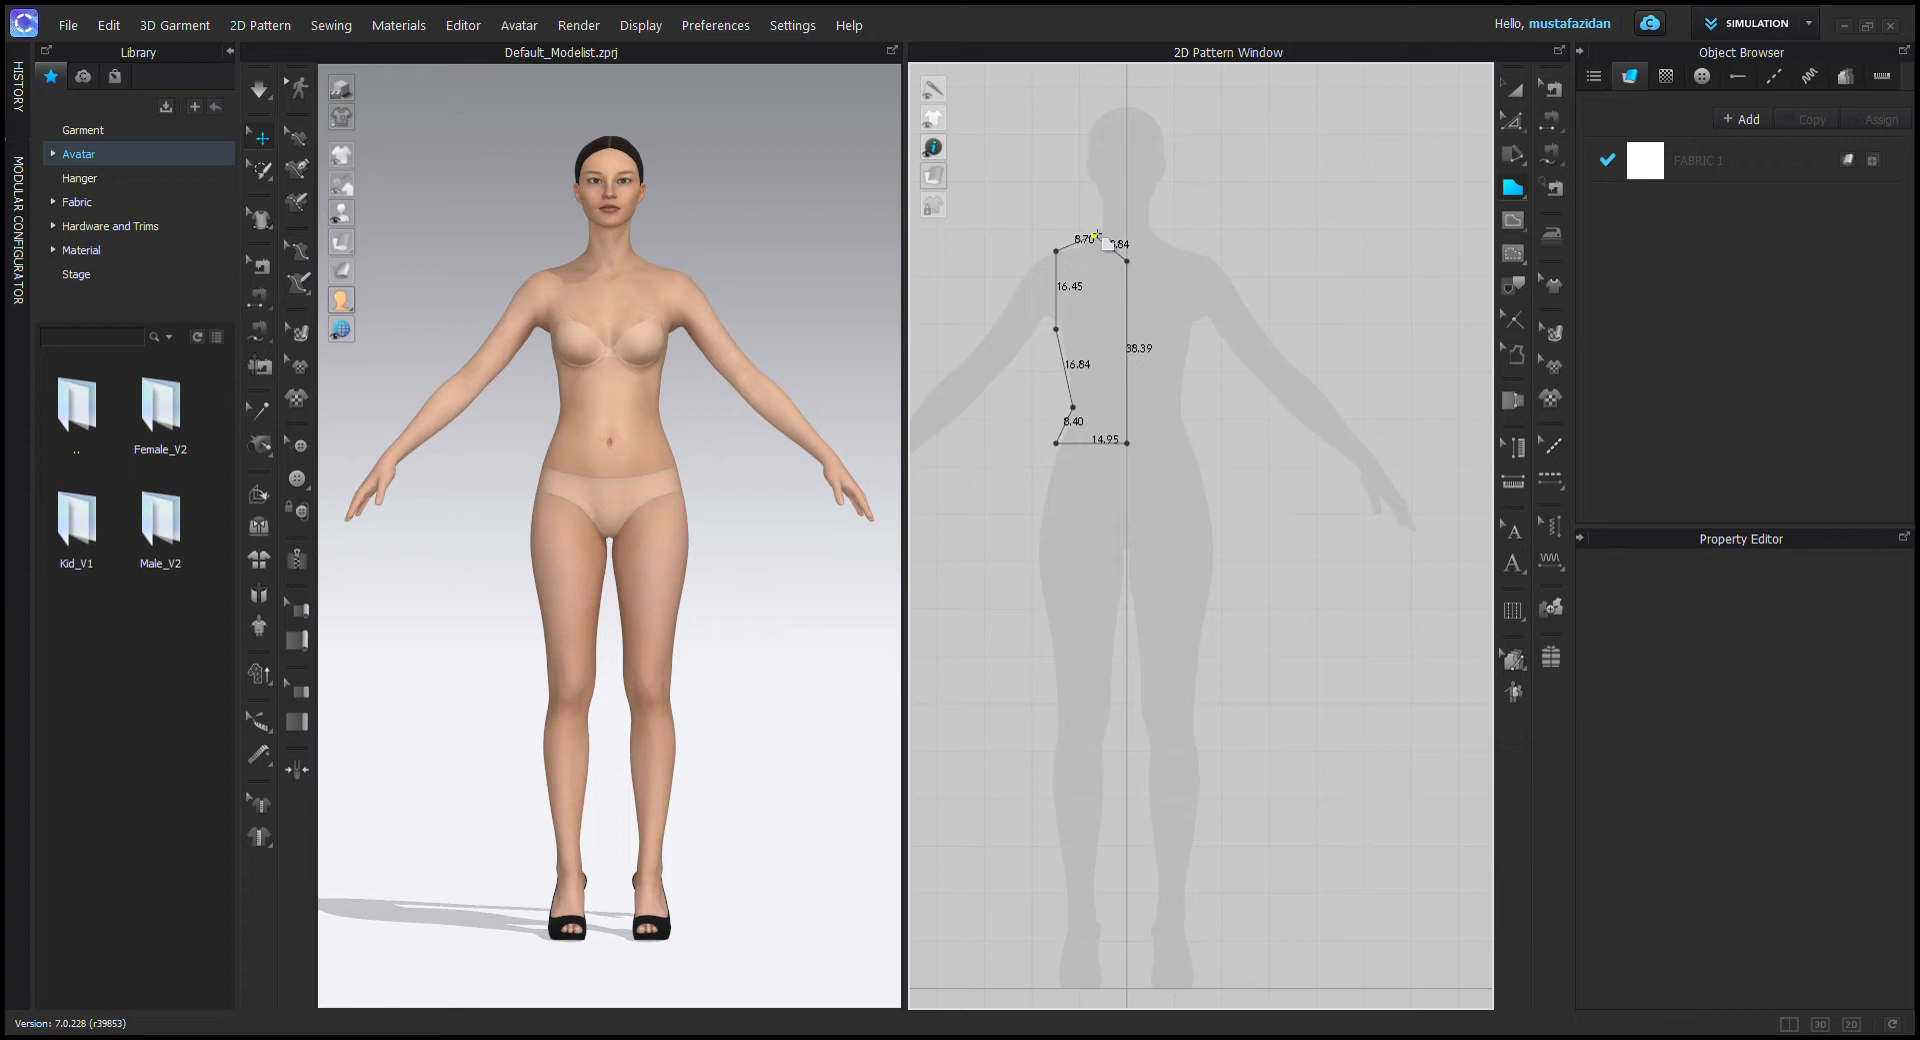 File Edit 3D Garment 2D Pattern Sewing Materials Editor Avatar Render Display Preferences Settings Help
Hello, mustafazidan
SIMULATION
HISTORY
MODULAR CONFIGURATOR
Library
Default_Modelist.zprj
2D Pattern Window
Object Browser
Garment
Avatar
Hanger
Fabric
Hardware and Trims
Material
Stage
..
Female_V2
Kid_V1
Male_V2
8.70
.84
16.45
38.39
16.84
8.40
14.95
+ Add
Copy
Assign
FABRIC 1
Property Editor
Version: 7.0.228 (r39853)
3D
2D